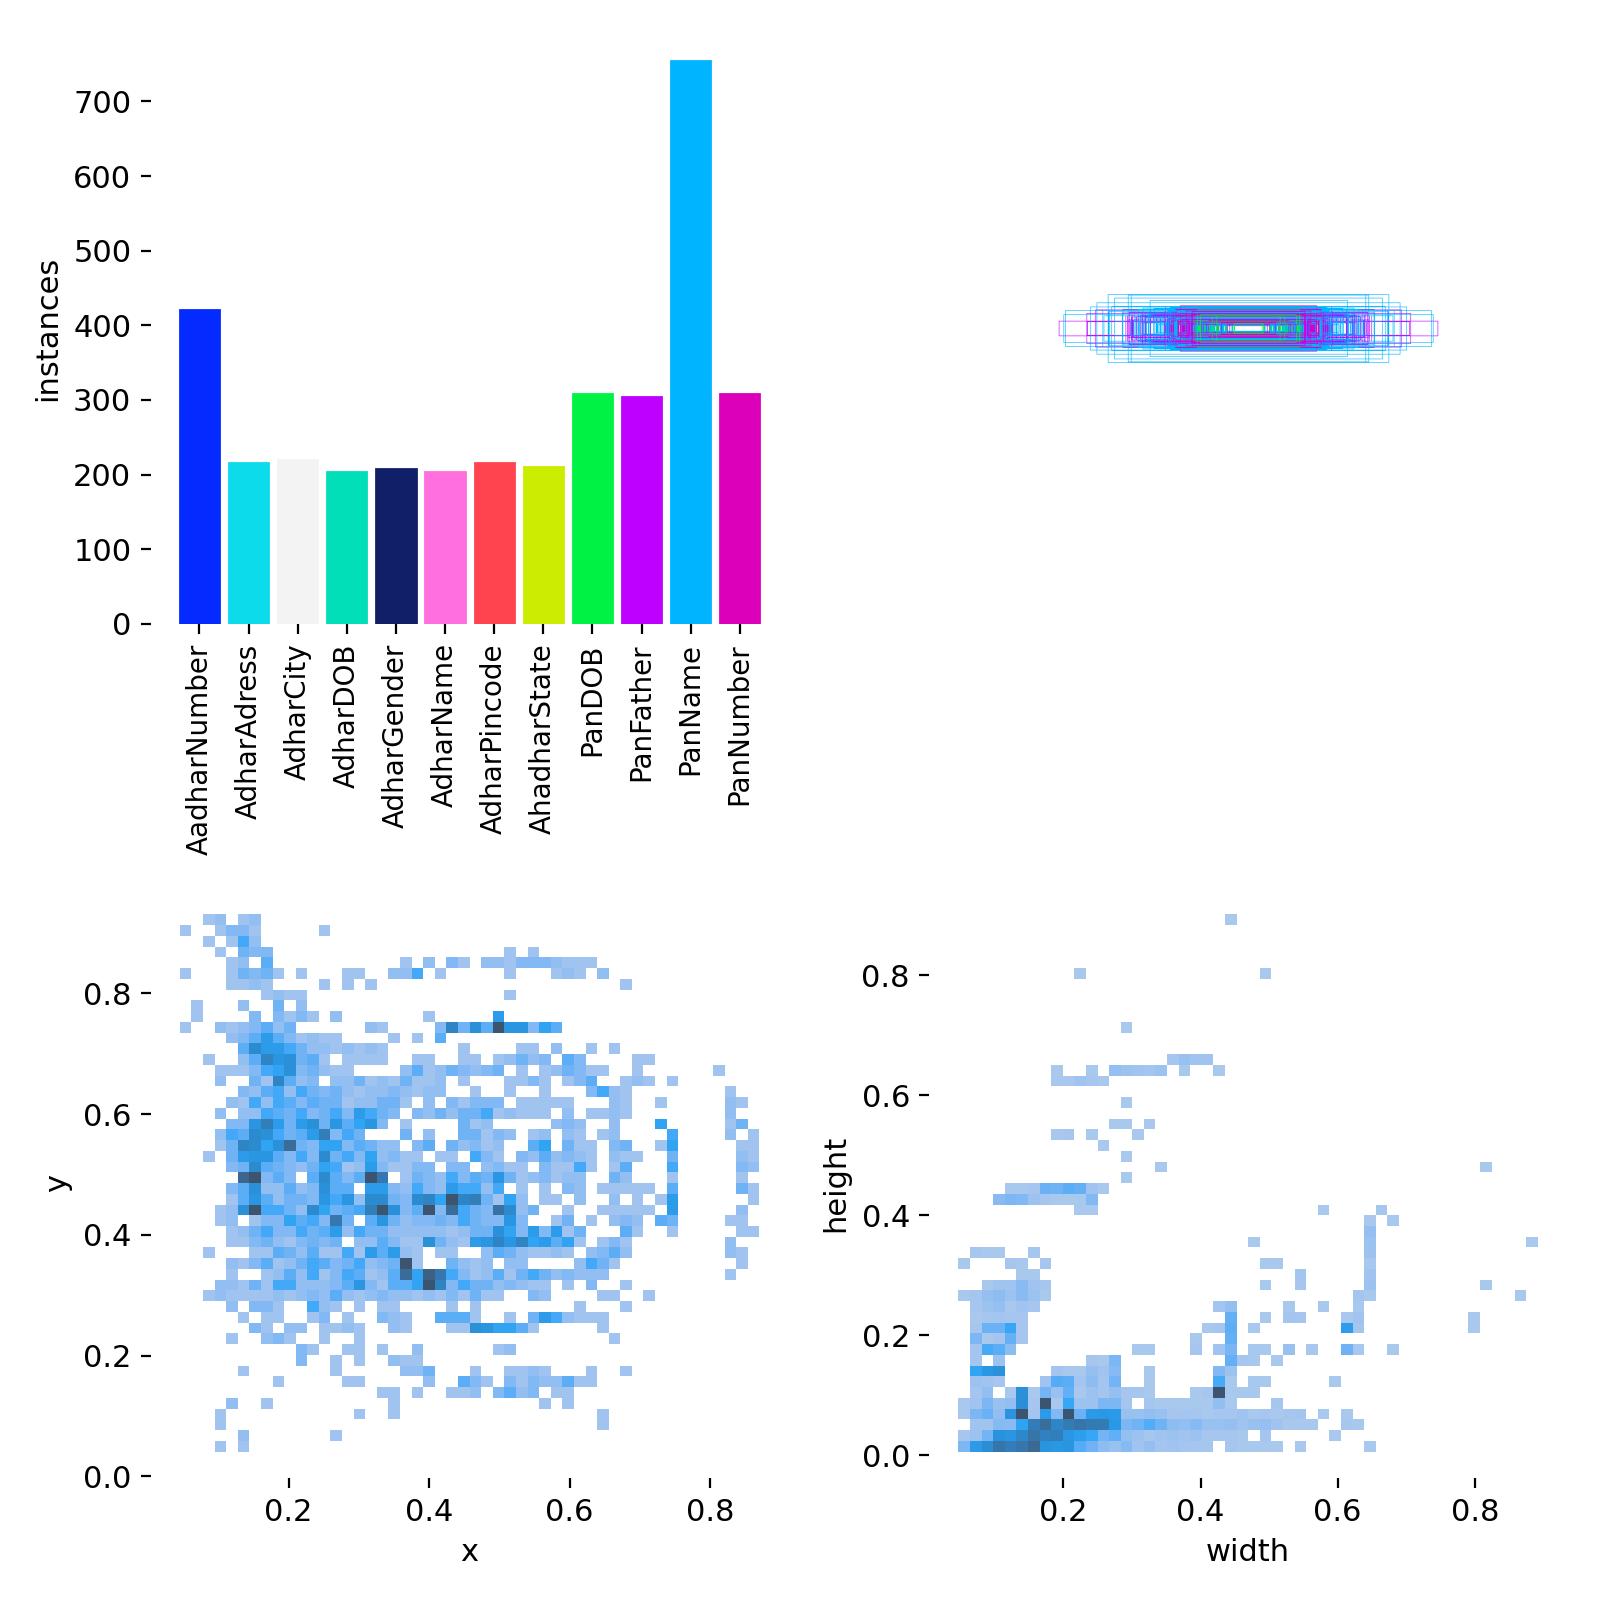 700
600
500
400
300
200
100
0
instances
AadharNumber
AdharAdress
AdharCity
AdharDOB
AdharGender
AdharName
AdharPincode
AhadharState
PanDOB
PanFather
PanName
PanNumber
0.8
0.6
0.4
0.2
0.0
y
0.2 0.4 0.6 0.8
x
0.8
0.6
0.4
0.2
0.0
height
0.2 0.4 0.6 0.8
width